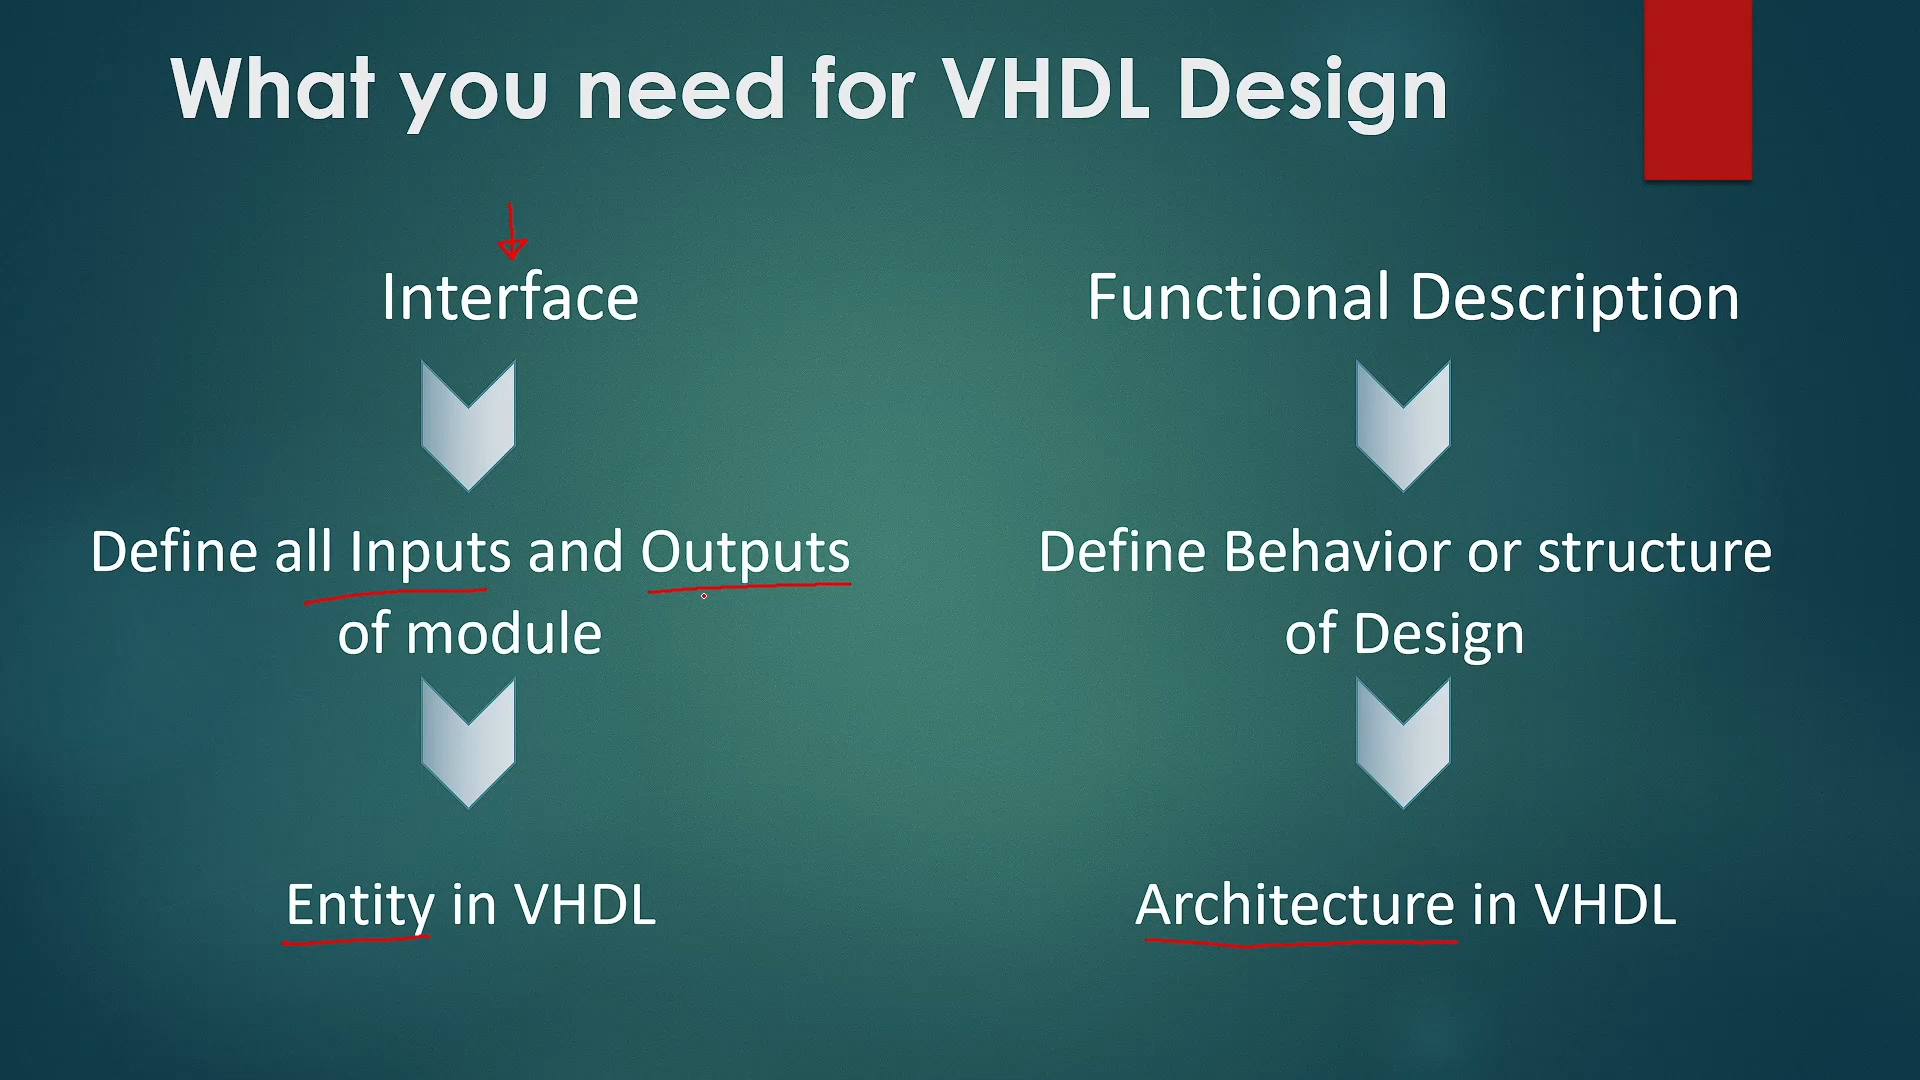 What you need for VHDL Design
Interface
Define all Inputs and Outputs
of module
Entity in VHDL
Functional Description
Define Behavior or structure
of Design
Architecture in VHDL